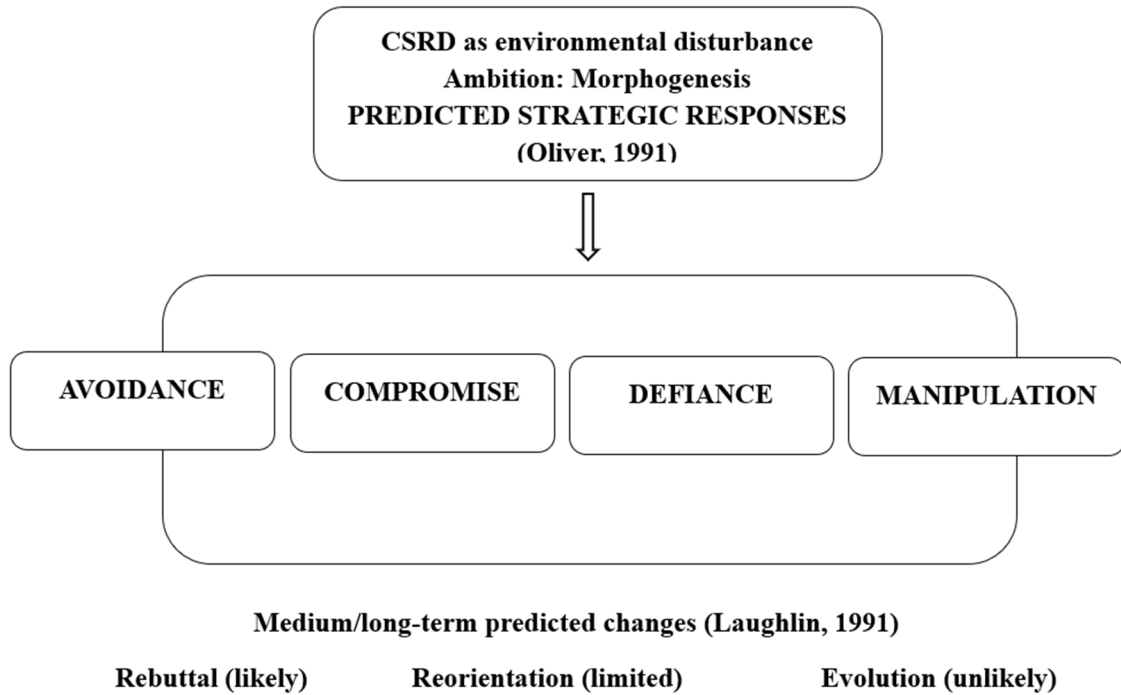 CSRD as environmental disturbance
Ambition: Morphogenesis
PREDICTED STRATEGIC RESPONSES
(Oliver, 1991)
AVOIDANCE
COMPROMISE
DEFIANCE
MANIPULATION
Medium/long-term predicted changes (Laughlin, 1991)
Rebuttal (likely)
Reorientation (limited)
Evolution (unlikely)